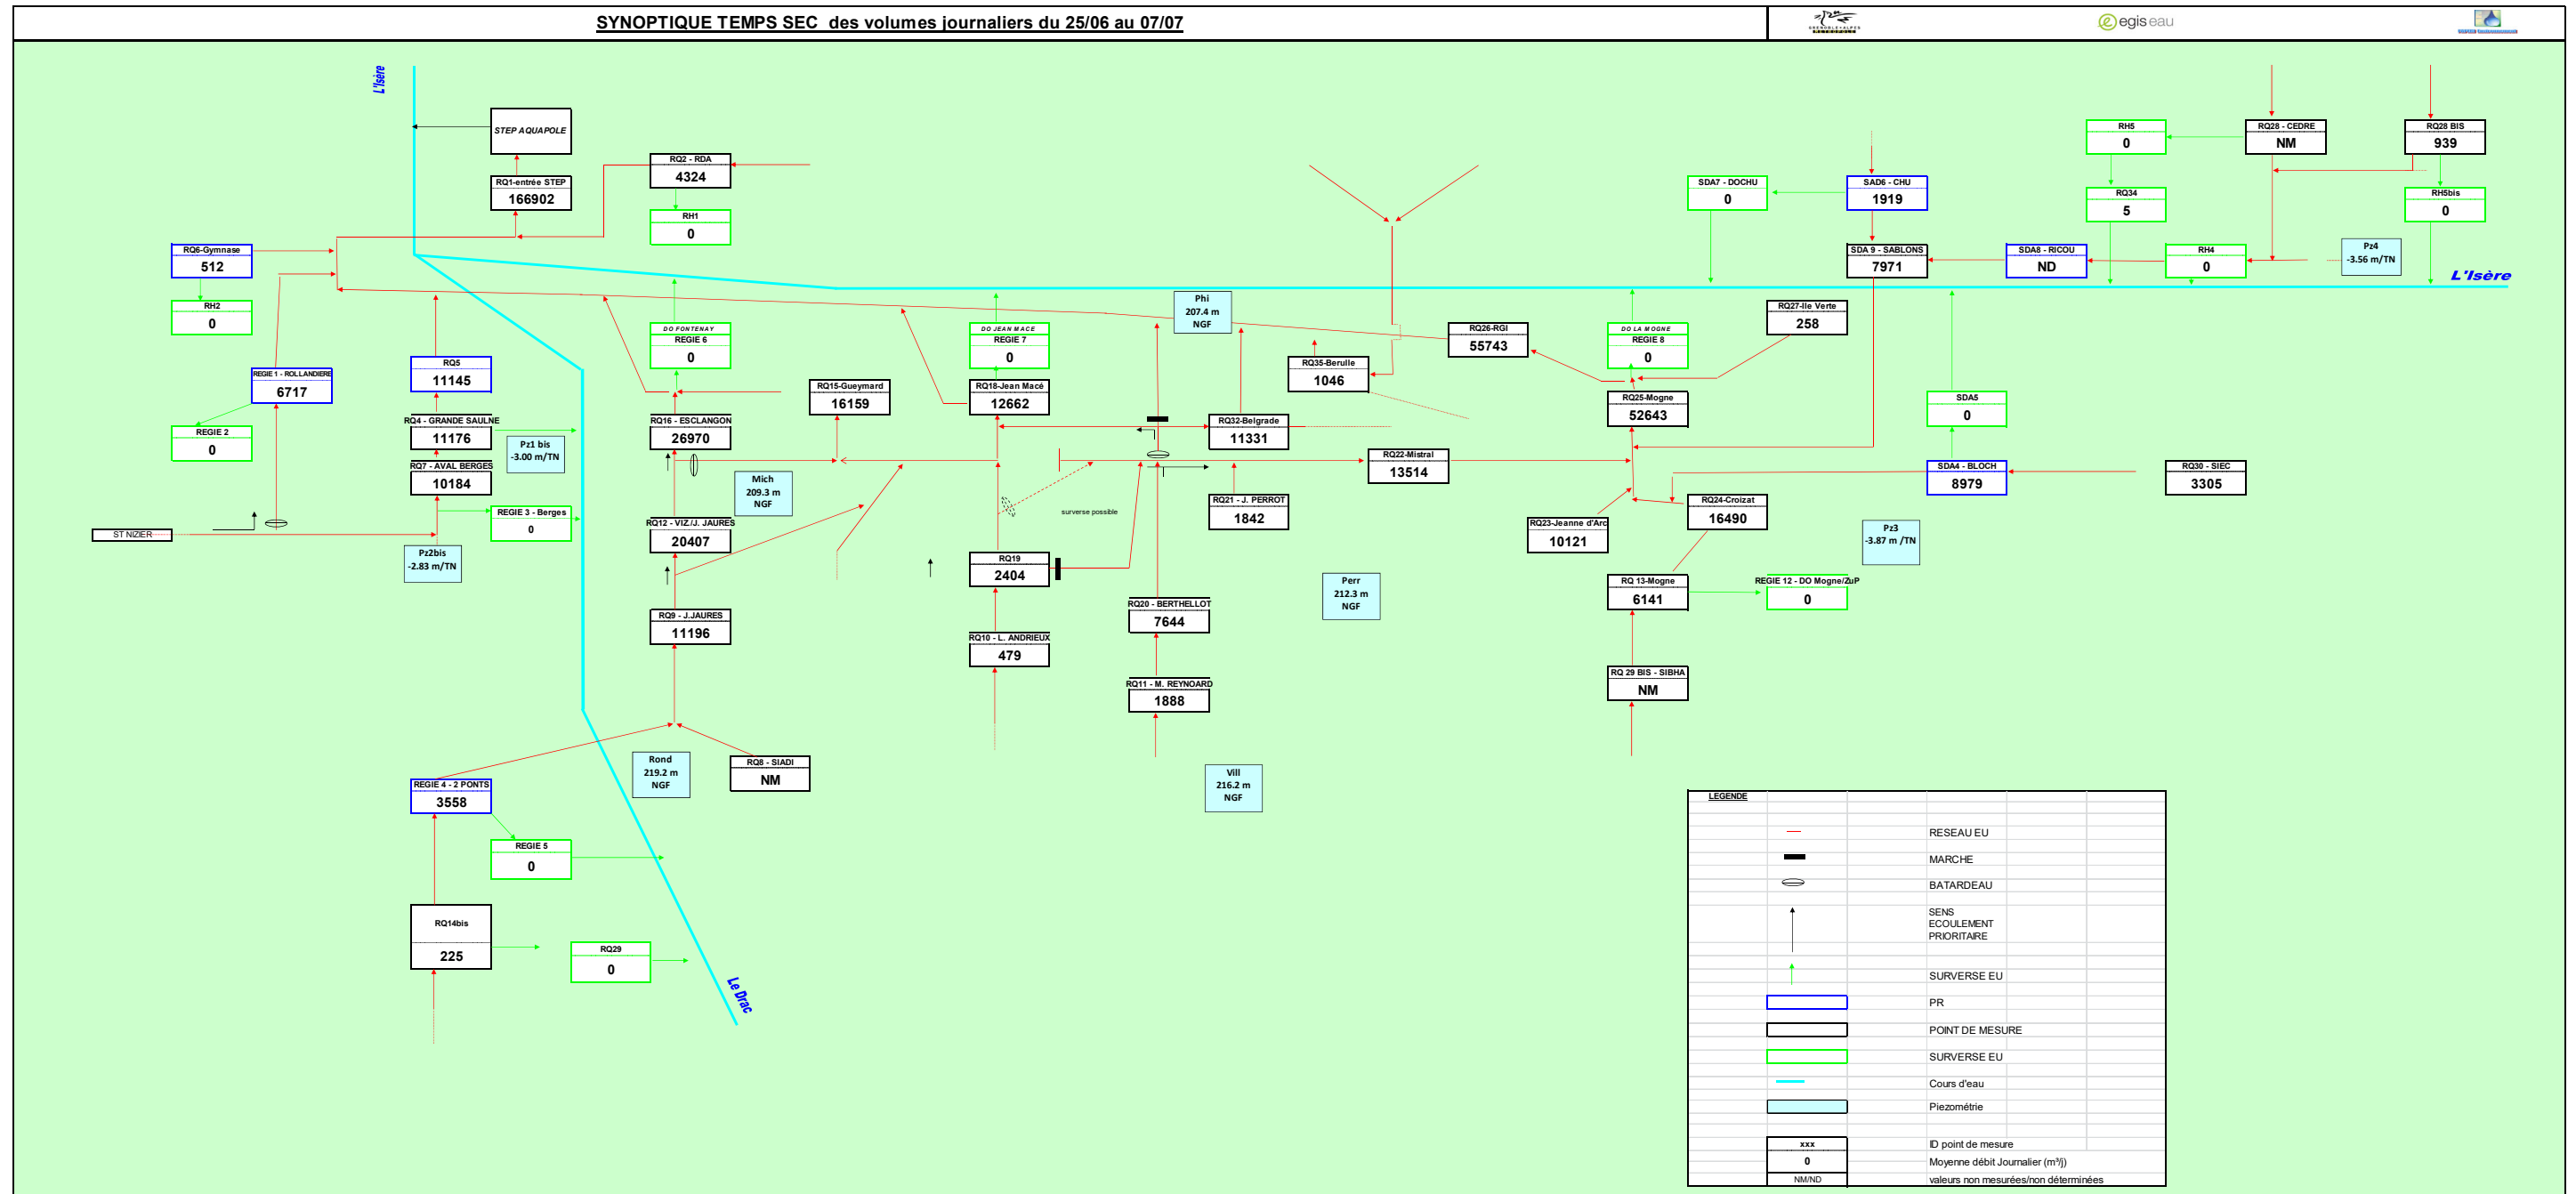 SYNOPTIQUE TEMPS SEC des volumes journaliers du 25/06 au 07/07
GRENOBLE-ALPES
METROPOLE
egis eau
L'Isère
STEP AQUAPOLE
RQ1-entrée STEP
166902
RQ2 - RDA
4324
RH1
0
RQ6-Gymnase
512
RH2
0
REGIE 1 - ROLLANDIERE
6717
REGIE 2
0
RQ5
11145
RQ4 - GRANDE SAULNE
11176
RQ7 - AVAL BERGES
10184
Pz1 bis
-3.00 m/TN
REGIE 3 - Berges
0
ST NIZIER
Pz2bis
-2.83 m/TN
DO FONTENAY
REGIE 6
0
RQ16 - ESCLANGON
26970
RQ15-Gueymard
16159
Mich
209.3 m
NGF
RQ12 - VIZ./J. JAURES
20407
RQ9 - J.JAURES
11196
Rond
219.2 m
NGF
RQ8 - SIADI
NM
REGIE 4 - 2 PONTS
3558
REGIE 5
0
RQ14bis
225
RQ29
0
Le Drac
DO JEAN MACE
REGIE 7
0
RQ18-Jean Macé
12662
RQ19
2404
RQ10 - L. ANDRIEUX
479
surverse possible
Phi
207.4 m
NGF
RQ32-Belgrade
11331
RQ35-Berulle
1046
RQ22-Mistral
13514
RQ21 - J. PERROT
1842
RQ20 - BERTHELLOT
7644
RQ11 - M. REYNOARD
1888
Perr
212.3 m
NGF
Vill
216.2 m
NGF
RQ26-RGI
55743
DO LA MOGNE
REGIE 8
0
RQ27-Ile Verte
258
RQ25-Mogne
52643
RQ23-Jeanne d'Arc
10121
RQ24-Croizat
16490
RQ 13-Mogne
6141
REGIE 12 - DO Mogne/ZuP
0
RQ 29 BIS - SIBHA
NM
SDA7 - DOCHU
0
SAD6 - CHU
1919
SDA 9 - SABLONS
7971
SDA8 - RICOU
ND
RH5
0
RQ34
5
RH4
0
RQ28 - CEDRE
NM
RQ28 BIS
939
RH5bis
0
Pz4
-3.56 m/TN
L'Isère
SDA5
0
SDA4 - BLOCH
8979
RQ30 - SIEC
3305
Pz3
-3.87 m /TN
LEGENDE
RESEAU EU
MARCHE
BATARDEAU
SENS
ECOULEMENT
PRIORITAIRE
SURVERSE EU
PR
POINT DE MESURE
SURVERSE EU
Cours d'eau
Piezométrie
xxx
ID point de mesure
0
Moyenne débit Journalier (m³/j)
NM/ND
valeurs non mesurées/non déterminées